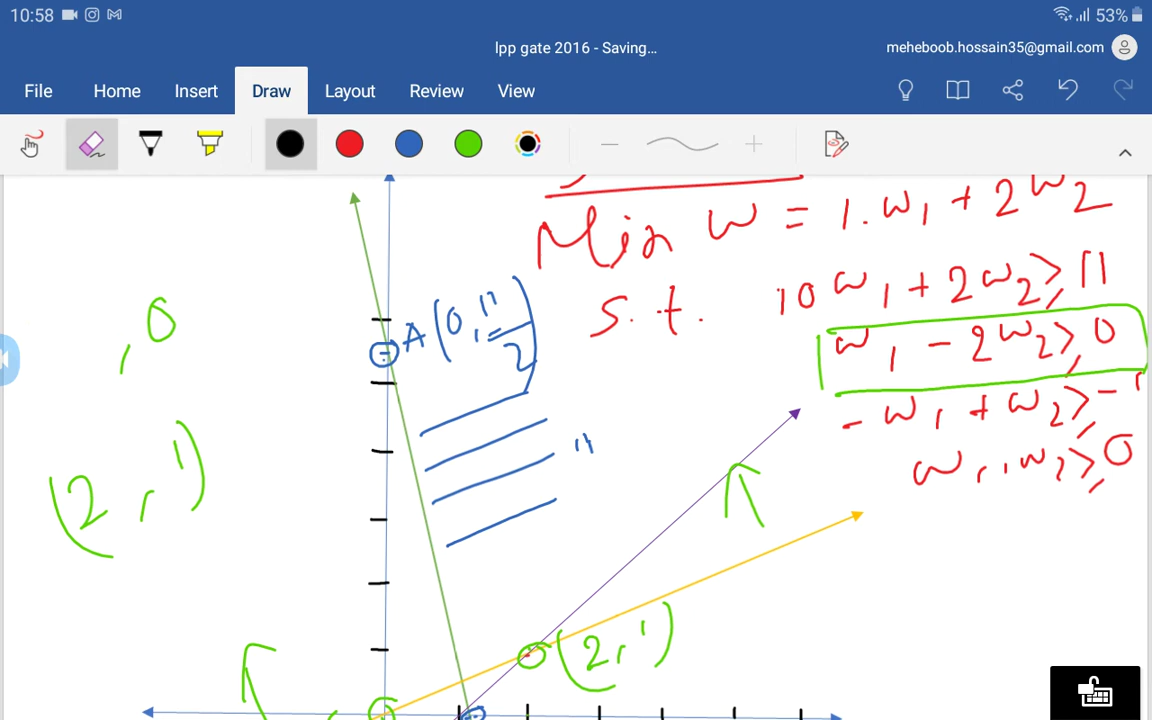 10:58 53%
lpp gate 2016 - Saving...
meheboob.hossain35@gmail.com
File Home Insert Draw Layout Review View
Min W = 1.w₁ + 2w₂
s.t. 10w₁ + 2w₂ ≥ 11
w₁ - 2w₂ ≥ 0
-w₁ + w₂ ≥ -1
w₁, w₂ ≥ 0
A(0, 11/2)
, 0
(2, 1)
(2, 1)